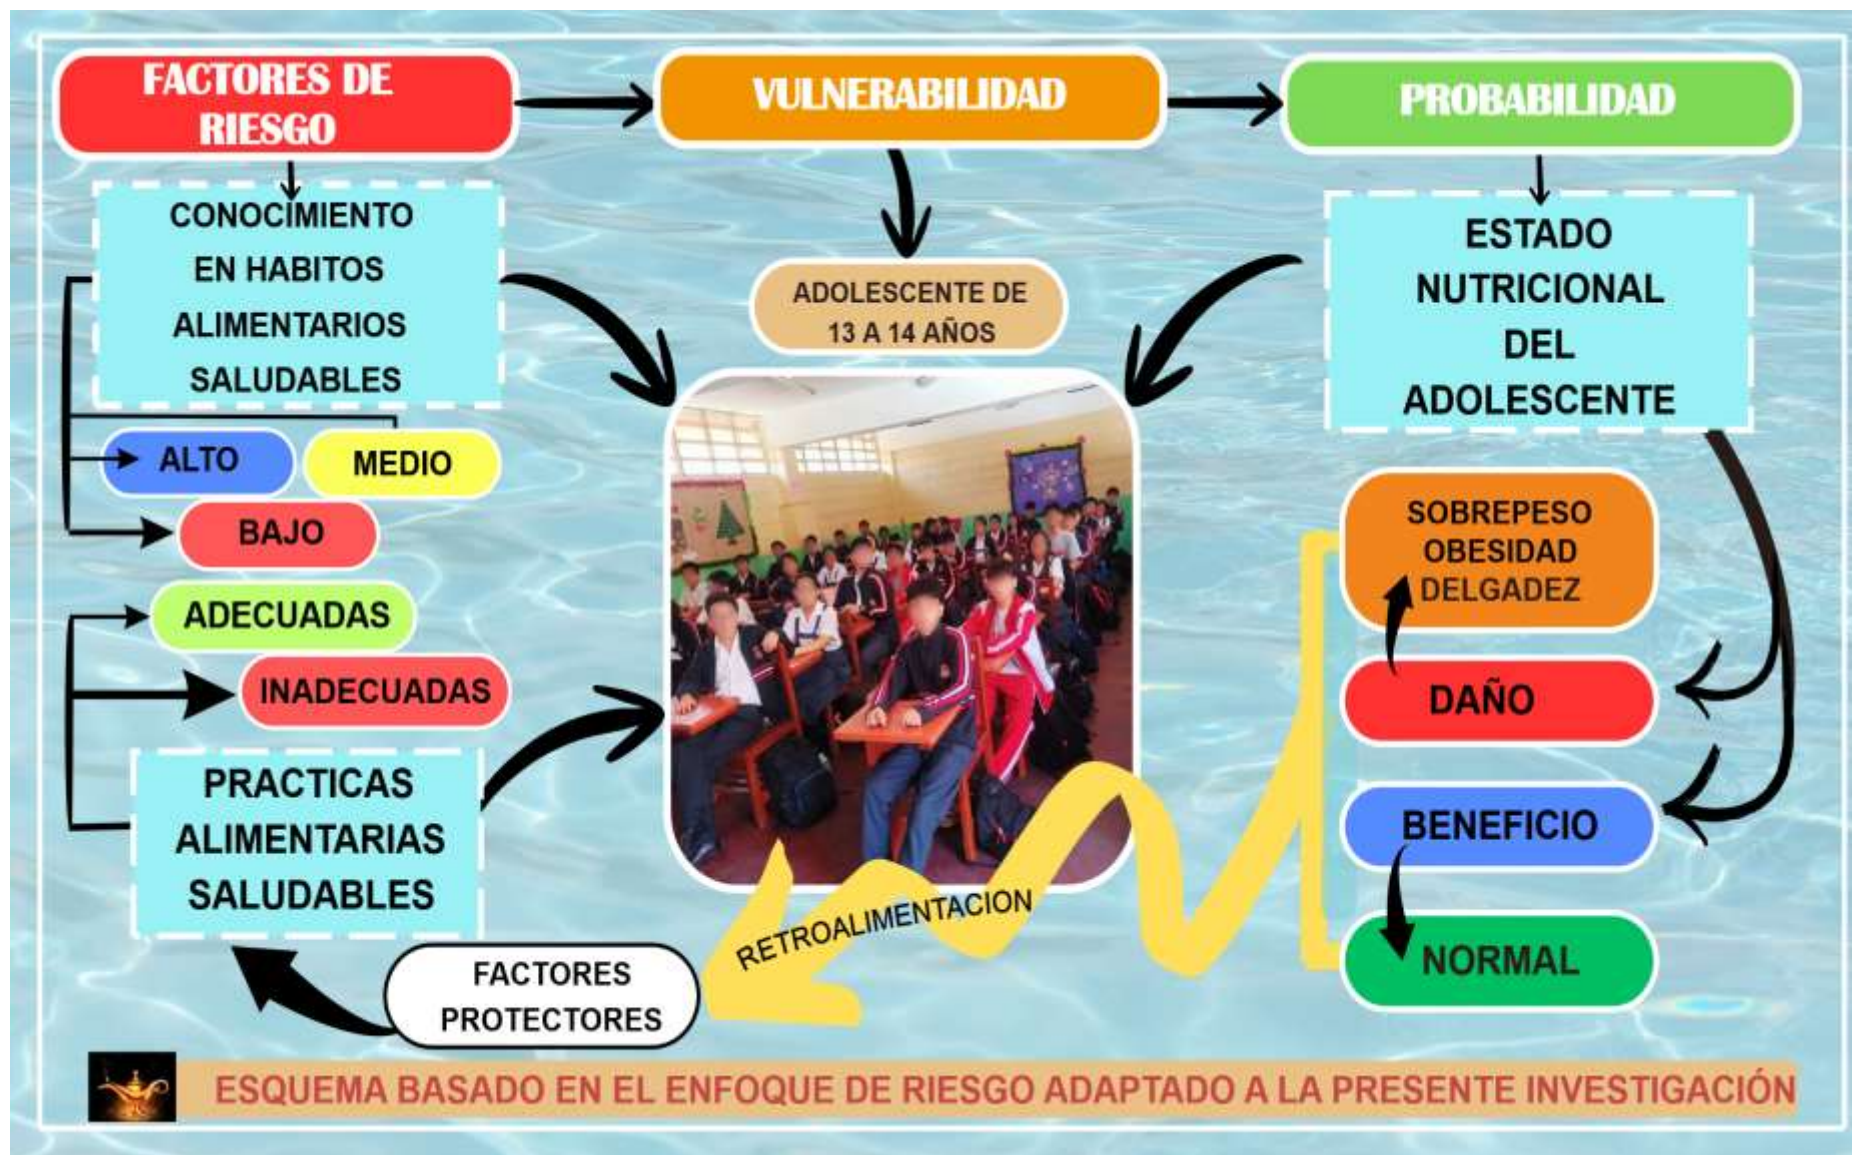 FACTORES DE
RIESGO
VULNERABILIDAD
PROBABILIDAD
CONOCIMIENTO
EN HABITOS
ALIMENTARIOS
SALUDABLES
ALTO
MEDIO
BAJO
ADECUADAS
INADECUADAS
PRACTICAS
ALIMENTARIAS
SALUDABLES
FACTORES
PROTECTORES
ADOLESCENTE DE
13 A 14 AÑOS
RETROALIMENTACION
ESTADO
NUTRICIONAL
DEL
ADOLESCENTE
SOBREPESO
OBESIDAD
DELGADEZ
DAÑO
BENEFICIO
NORMAL
ESQUEMA BASADO EN EL ENFOQUE DE RIESGO ADAPTADO A LA PRESENTE INVESTIGACIÓN